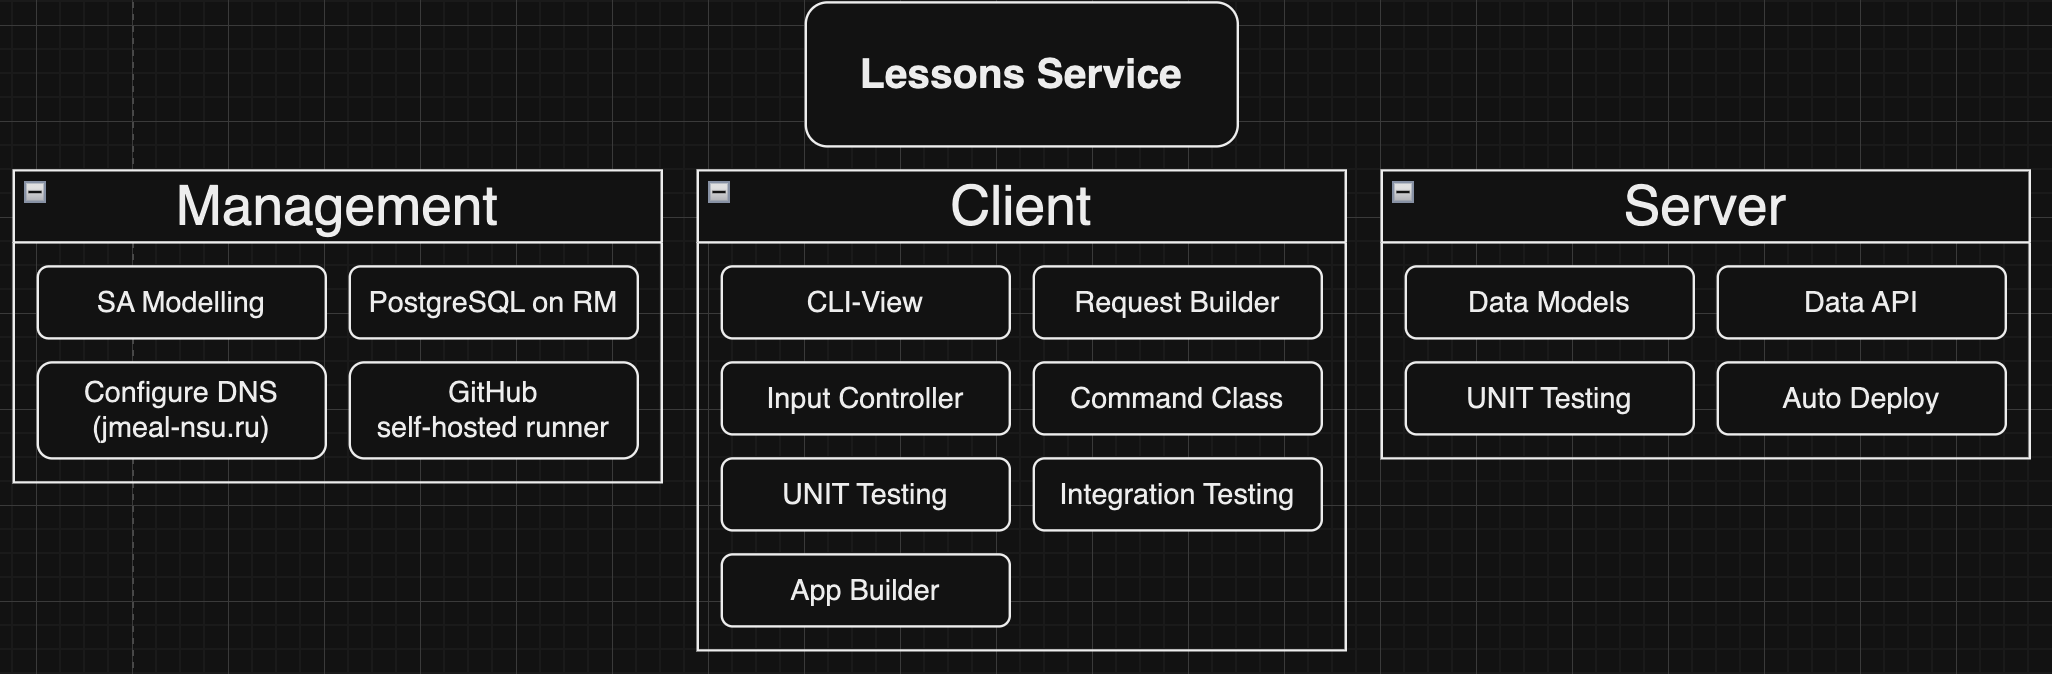 Lessons Service
Management
SA Modelling
PostgreSQL on RM
Configure DNS
(jmeal-nsu.ru)
GitHub
self-hosted runner
Client
CLI-View
Request Builder
Input Controller
Command Class
UNIT Testing
Integration Testing
App Builder
Server
Data Models
Data API
UNIT Testing
Auto Deploy